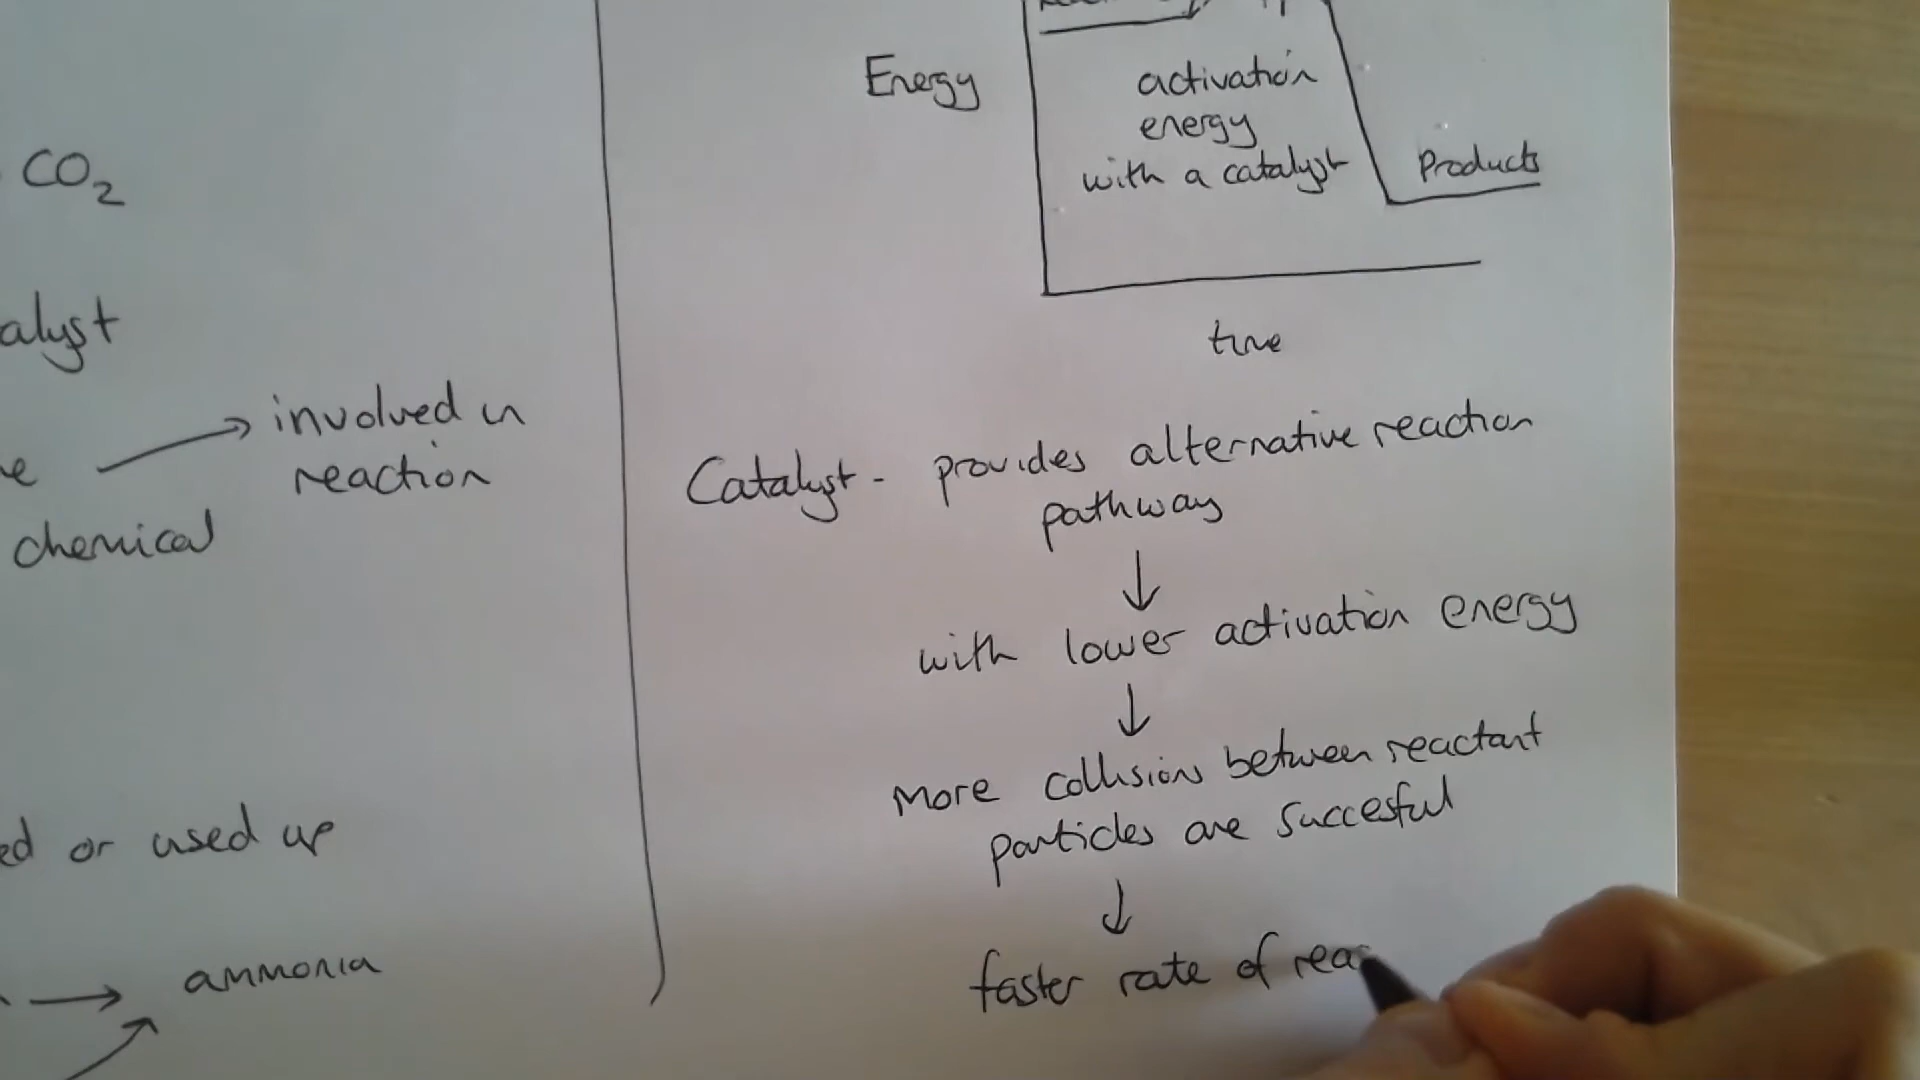 CO2
alyst
involved in
reaction
chemical
ed or used up
ammonia
Energy
activation
energy
with a catalyst
Products
time
Catalyst - provides alternative reaction
pathway
↓
with lower activation energy
↓
More collisions between reactant
particles are succesful
↓
faster rate of reac